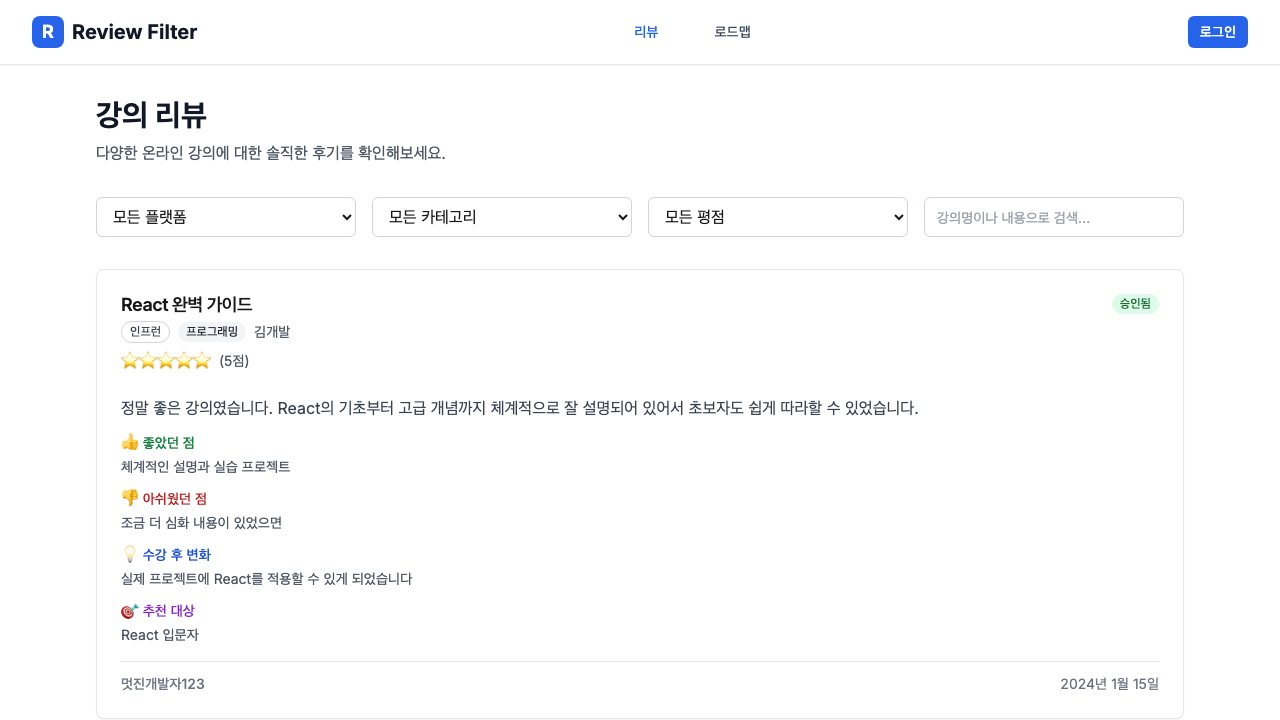 R Review Filter 리뷰 로드맵 로그인
강의 리뷰
다양한 온라인 강의에 대한 솔직한 후기를 확인해보세요.
모든 플랫폼 모든 카테고리 모든 평점 강의명이나 내용으로 검색...
React 완벽 가이드 승인됨
인프런 프로그래밍 김개발
⭐⭐⭐⭐⭐ (5점)
정말 좋은 강의였습니다. React의 기초부터 고급 개념까지 체계적으로 잘 설명되어 있어서 초보자도 쉽게 따라할 수 있었습니다.
👍 좋았던 점
체계적인 설명과 실습 프로젝트
👎 아쉬웠던 점
조금 더 심화 내용이 있었으면
💡 수강 후 변화
실제 프로젝트에 React를 적용할 수 있게 되었습니다
🎯 추천 대상
React 입문자
멋진개발자123 2024년 1월 15일